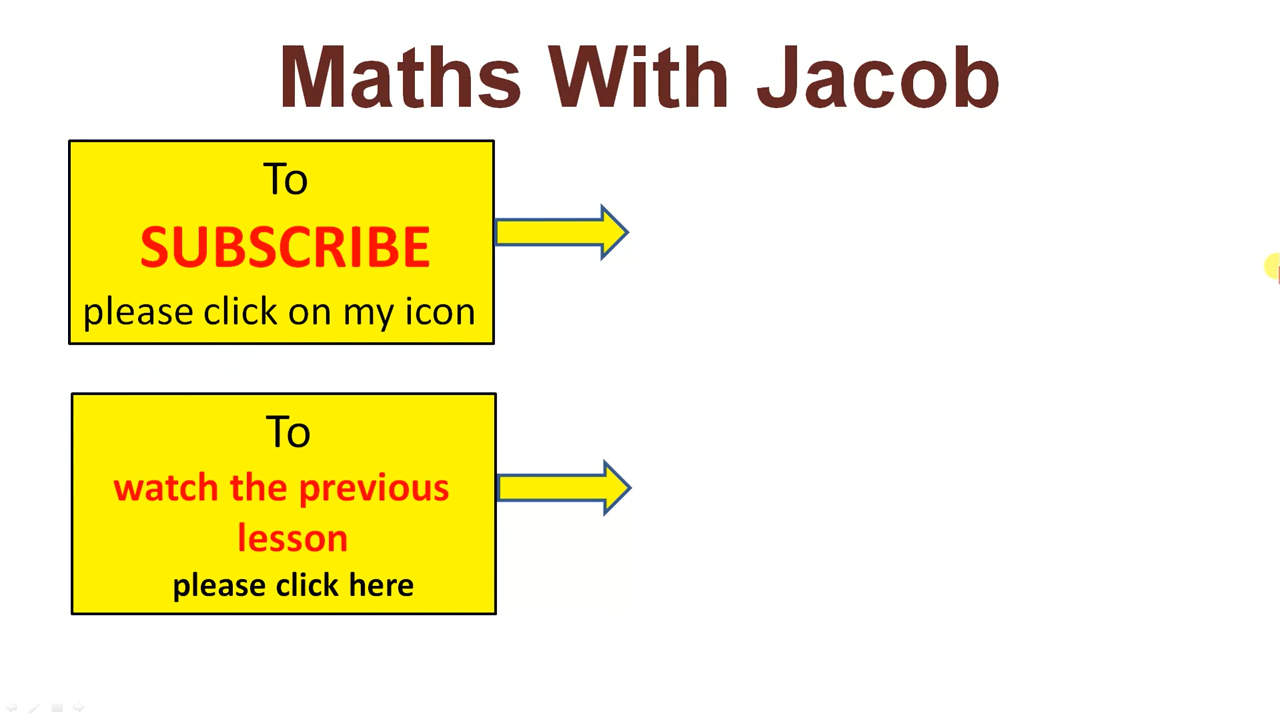 Maths With Jacob
To
SUBSCRIBE
please click on my icon
To
watch the previous
lesson
please click here